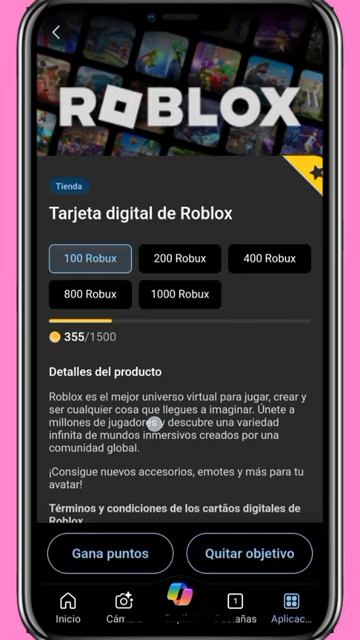 ROBLOX
Tienda
Tarjeta digital de Roblox
100 Robux
200 Robux
400 Robux
800 Robux
1000 Robux
355/1500
Detalles del producto
Roblox es el mejor universo virtual para jugar, crear y
ser cualquier cosa que llegues a imaginar. Únete a
millones de jugadores y descubre una variedad
infinita de mundos inmersivos creados por una
comunidad global.
¡Consigue nuevos accesorios, emotes y más para tu
avatar!
Términos y condiciones de los cartãos digitales de
Roblox
Gana puntos
Quitar objetivo
1
Inicio
Aplicac...